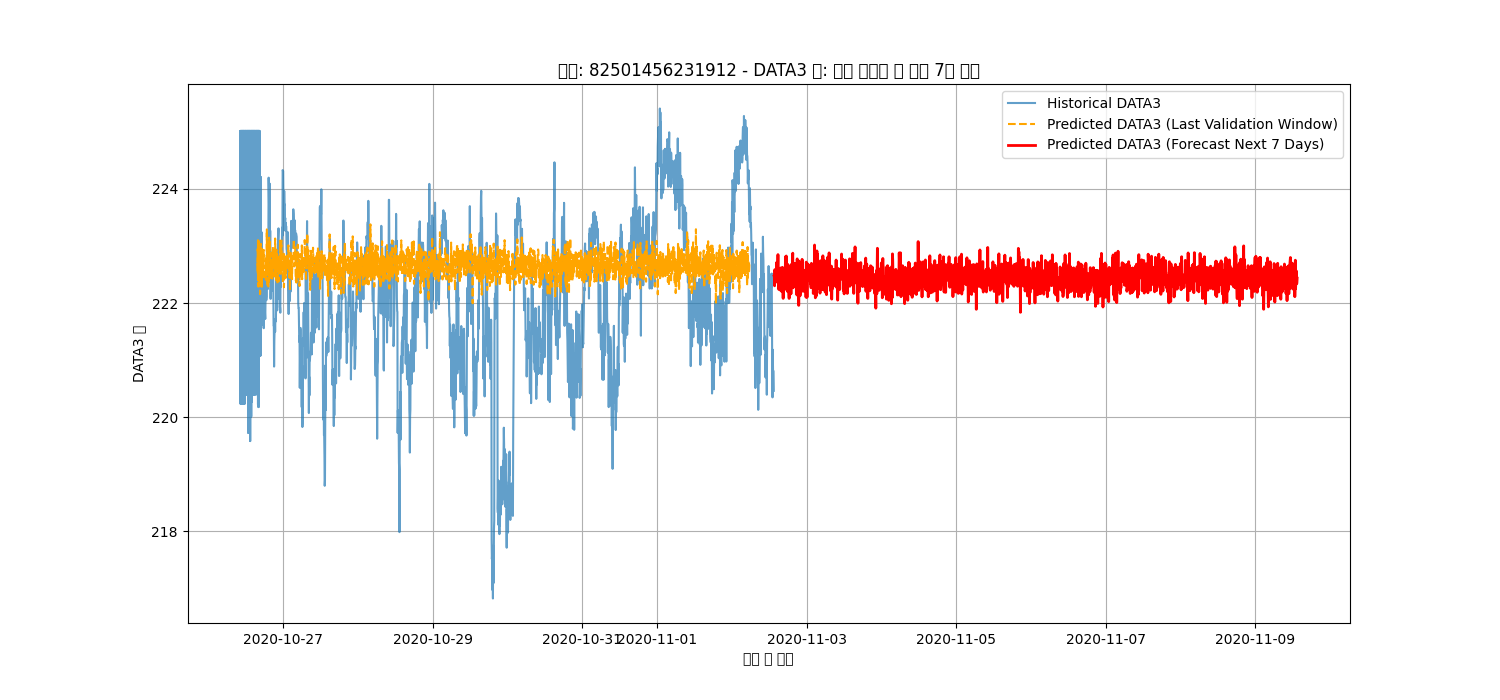 : 82501456231912 - DATA3 : 7
Historical DATA3
Predicted DATA3 (Last Validation Window)
Predicted DATA3 (Forecast Next 7 Days)
224
222
220
218
DATA3
2020-10-27
2020-10-29
2020-10-31
2020-11-01
2020-11-03
2020-11-05
2020-11-07
2020-11-09